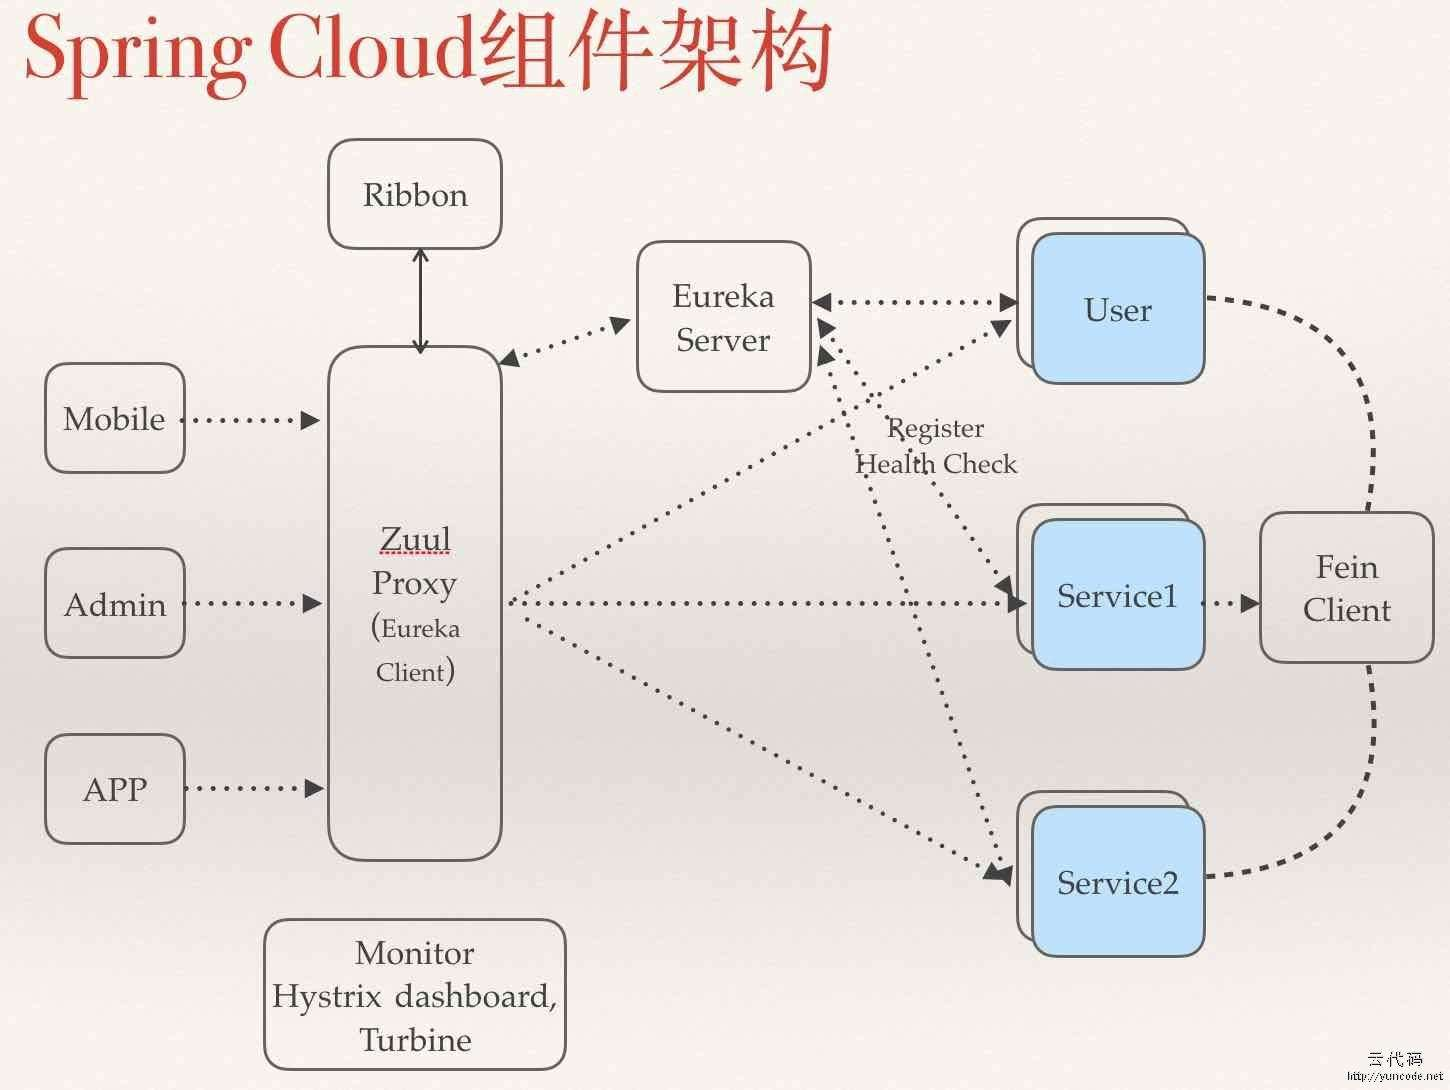 Spring Cloud组件架构
Ribbon
Eureka
Server
User
Mobile
Register
Health Check
Zuul
Proxy
(Eureka
Client)
Admin
Service1
Fein
Client
APP
Service2
Monitor
Hystrix dashboard,
Turbine
云代码
http://yuncode.net